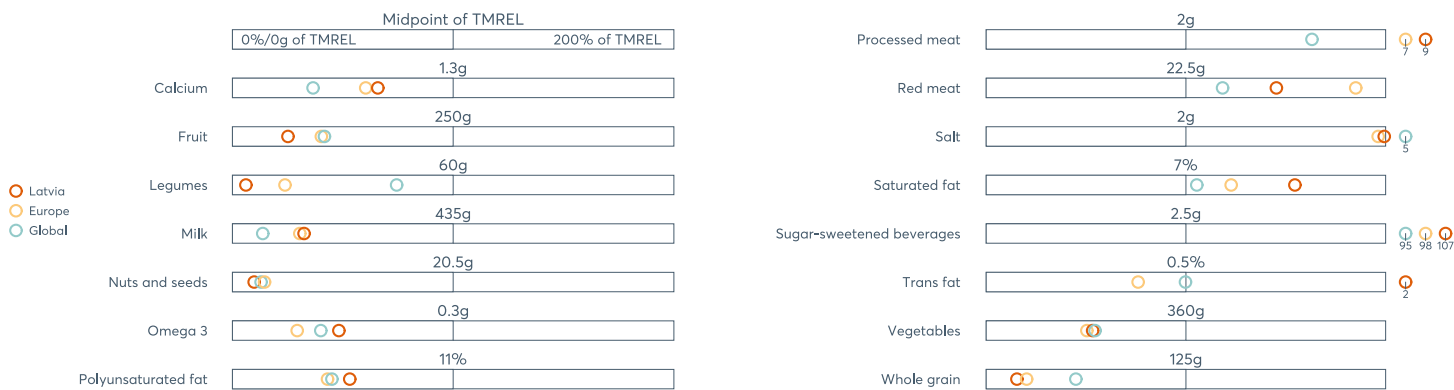 Midpoint of TMREL
0%/0g of TMREL
200% of TMREL
1.3g
Calcium
250g
Fruit
60g
Legumes
435g
Milk
20.5g
Nuts and seeds
0.3g
Omega 3
11%
Polyunsaturated fat
Latvia
Europe
Global
2g
Processed meat
7 9
22.5g
Red meat
2g
Salt
5
7%
Saturated fat
2.5g
Sugar-sweetened beverages
95 98 107
0.5%
Trans fat
2
360g
Vegetables
125g
Whole grain